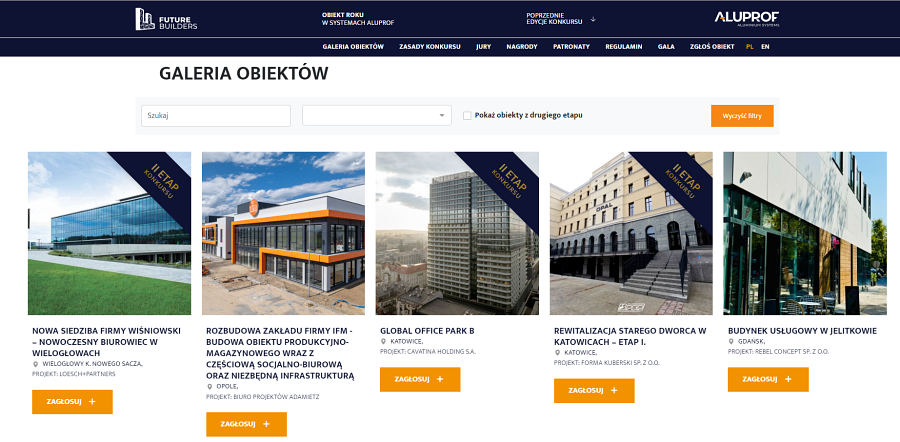 FUTURE
BUILDERS
OBIEKT ROKU
W SYSTEMACH ALUPROF
POPRZEDNIE
EDYCJE KONKURSU
ALUPROF
ALUMINIUM SYSTEMS
GALERIA OBIEKTÓW ZASADY KONKURSU JURY NAGRODY PATRONATY REGULAMIN GALA ZGŁOŚ OBIEKT PL EN
GALERIA OBIEKTÓW
Szukaj
Pokaż obiekty z drugiego etapu
Wyczyść filtry
II ETAP
KONKURSU
II ETAP
KONKURSU
OPAL
II ETAP
KONKURSU
NOWA SIEDZIBA FIRMY WIŚNIOWSKI
– NOWOCZESNY BIUROWIEC W
WIELOGŁOWACH
WIELOGŁOWY K. NOWEGO SACZA,
PROJEKT: LOESCH+PARTNERS
ZAGŁOSUJ +
ROZBUDOWA ZAKŁADU FIRMY IFM -
BUDOWA OBIEKTU PRODUKCYJNO-
MAGAZYNOWEGO WRAZ Z
CZĘŚCIOWĄ SOCJALNO-BIUROWĄ
ORAZ NIEZBĘDNĄ INFRASTRUKTURĄ
OPOLE,
PROJEKT: BIURO PROJEKTÓW ADAMIETZ
ZAGŁOSUJ +
GLOBAL OFFICE PARK B
KATOWICE,
PROJEKT: CAVATINA HOLDING S.A.
ZAGŁOSUJ +
REWITALIZACJA STAREGO DWORCA W
KATOWICACH – ETAP I.
KATOWICE,
PROJEKT: FORMA KUBERSKI SP. Z O.O.
ZAGŁOSUJ +
BUDYNEK USŁUGOWY W JELITKOWIE
GDAŃSK,
PROJEKT: REBEL CONCEPT SP. Z O.O.
ZAGŁOSUJ +